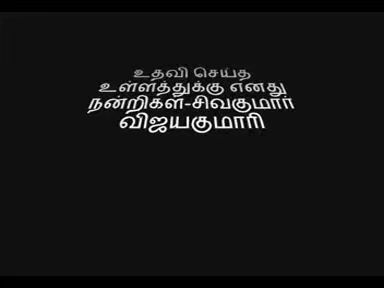 உதவி செய்த
உள்ளத்துக்கு எனது
நன்றிகள்-சிவகுமார்
விஜயகுமாரி